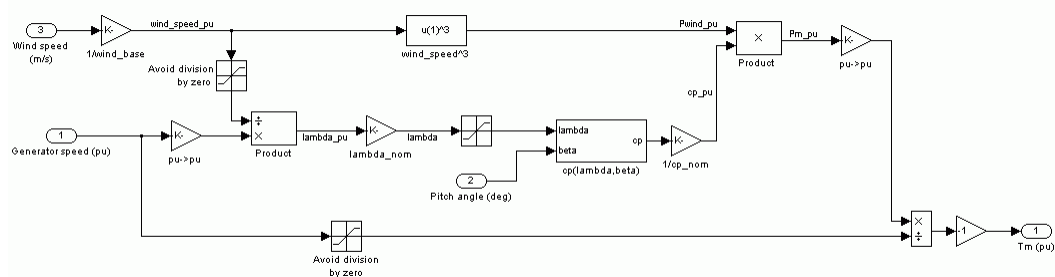 3
Wind speed
(m/s)
K-
1/wind_base
wind_speed_pu
Avoid division
by zero
u(1)^3
wind_speed^3
Pwind_pu
×
Product
Pm_pu
K-
pu->pu
cp_pu
1
Generator speed (pu)
K-
pu->pu
÷
×
Product
lambda_pu
K-
lambda_nom
lambda
lambda
beta
cp
cp(lambda,beta)
K-
1/cp_nom
2
Pitch angle (deg)
Avoid division
by zero
×
÷
-1
1
Tm (pu)